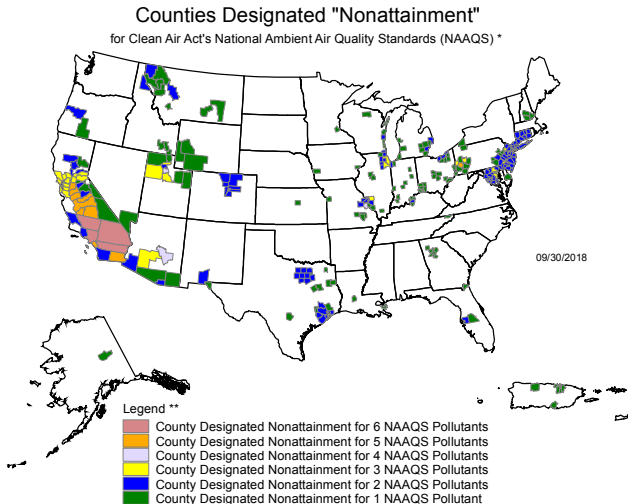 Counties Designated "Nonattainment"
for Clean Air Act's National Ambient Air Quality Standards (NAAQS) *
09/30/2018
Legend **
County Designated Nonattainment for 6 NAAQS Pollutants
County Designated Nonattainment for 5 NAAQS Pollutants
County Designated Nonattainment for 4 NAAQS Pollutants
County Designated Nonattainment for 3 NAAQS Pollutants
County Designated Nonattainment for 2 NAAQS Pollutants
County Designated Nonattainment for 1 NAAQS Pollutant